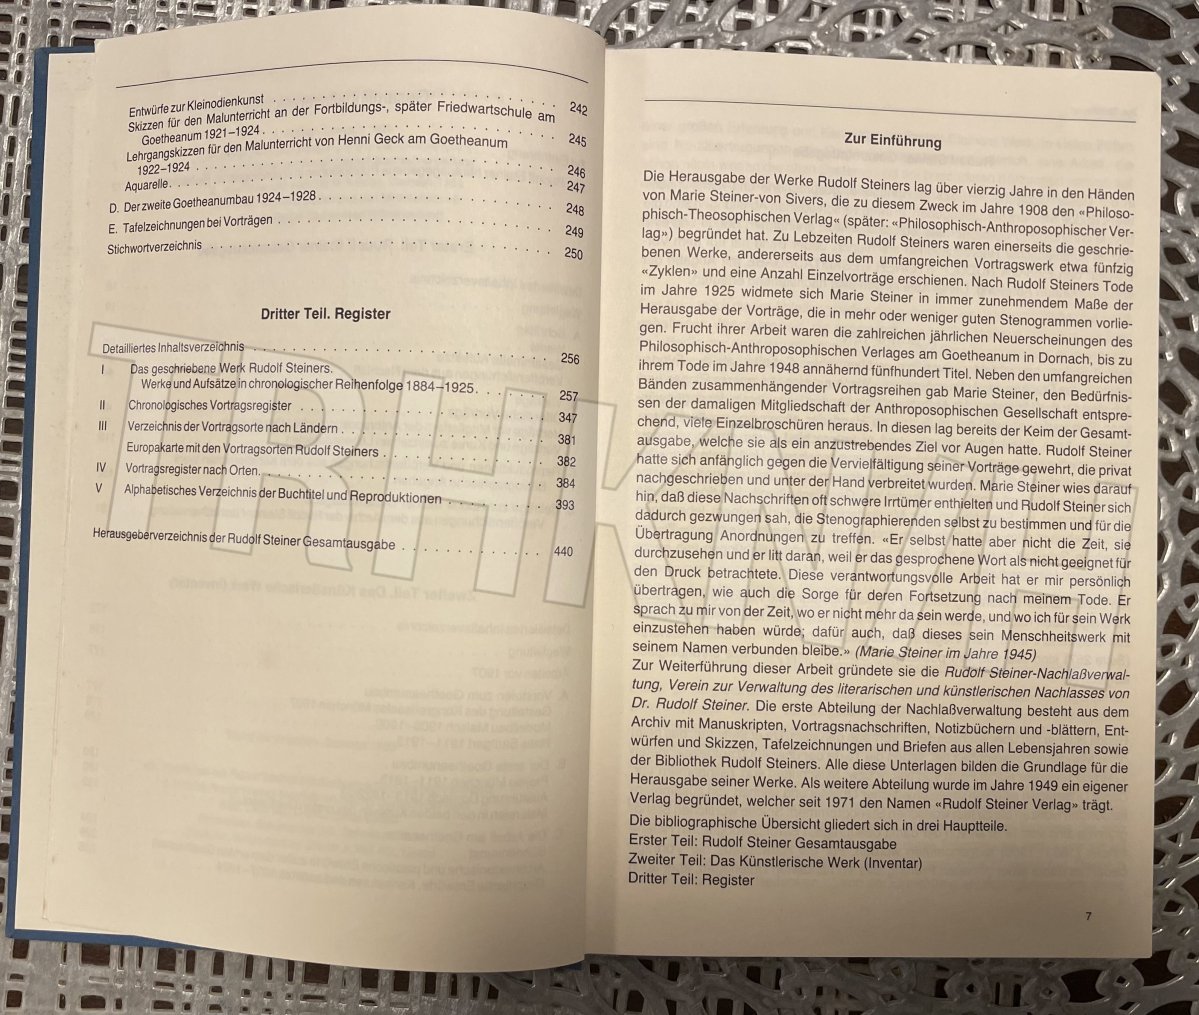 Entwürfe zur Kleinodienkunst . . . . . . . . . . . . . . . . . . . . . . . . . . . 242
Skizzen für den Malunterricht an der Fortbildungs-, später Friedwartschule am
Goetheanum 1921–1924 . . . . . . . . . . . . . . . . . . . . . . . . . . . 245
Lehrgangskizzen für den Malunterricht von Henni Geck am Goetheanum
1922–1924 . . . . . . . . . . . . . . . . . . . . . . . . . . . 246
Aquarelle . . . . . . . . . . . . . . . . . . . . . . . . . . . 247
D. Der zweite Goetheanumbau 1924–1928 . . . . . . . . . . . . . . . . . . 248
E. Tafelzeichnungen bei Vorträgen . . . . . . . . . . . . . . . . . . . . . 249
Stichwortverzeichnis . . . . . . . . . . . . . . . . . . . . . . . . . . . 250
Dritter Teil. Register
Detailliertes Inhaltsverzeichnis . . . . . . . . . . . . . . . . . . . . . . . . 256
I Das geschriebene Werk Rudolf Steiners.
Werke und Aufsätze in chronologischer Reihenfolge 1884–1925 . . . . . . . 257
II Chronologisches Vortragsregister . . . . . . . . . . . . . . . . . . . . . 347
III Verzeichnis der Vortragsorte nach Ländern . . . . . . . . . . . . . . . . . 381
Europakarte mit den Vortragsorten Rudolf Steiners . . . . . . . . . . . . . . 382
IV Vortragsregister nach Orten. . . . . . . . . . . . . . . . . . . . . . . . 384
V Alphabetisches Verzeichnis der Buchtitel und Reproduktionen . . . . . . . . 393
Herausgeberverzeichnis der Rudolf Steiner Gesamtausgabe . . . . . . . . . . . 440
TRHKNAH
Zur Einführung
Die Herausgabe der Werke Rudolf Steiners lag über vierzig Jahre in den Händen
von Marie Steiner-von Sivers, die zu diesem Zweck im Jahre 1908 den «Philoso-
phisch-Theosophischen Verlag» (später: «Philosophisch-Anthroposophischer Ver-
lag») begründet hat. Zu Lebzeiten Rudolf Steiners waren einerseits die geschrie-
benen Werke, andererseits aus dem umfangreichen Vortragswerk etwa fünfzig
«Zyklen» und eine Anzahl Einzelvorträge erschienen. Nach Rudolf Steiners Tode
im Jahre 1925 widmete sich Marie Steiner in immer zunehmendem Maße der
Herausgabe der Vorträge, die in mehr oder weniger guten Stenogrammen vorlie-
gen. Frucht ihrer Arbeit waren die zahlreichen jährlichen Neuerscheinungen des
Philosophisch-Anthroposophischen Verlages am Goetheanum in Dornach, bis zu
ihrem Tode im Jahre 1948 annähernd fünfhundert Titel. Neben den umfangreichen
Bänden zusammenhängender Vortragsreihen gab Marie Steiner, den Bedürfnis-
sen der damaligen Mitgliedschaft der Anthroposophischen Gesellschaft entspre-
chend, viele Einzelbroschüren heraus. In diesen lag bereits der Keim der Gesamt-
ausgabe, welche sie als ein anzustrebendes Ziel vor Augen hatte. Rudolf Steiner
hatte sich anfänglich gegen die Vervielfältigung seiner Vorträge gewehrt, die privat
nachgeschrieben und unter der Hand verbreitet wurden. Marie Steiner wies darauf
hin, daß diese Nachschriften oft schwere Irrtümer enthielten und Rudolf Steiner sich
dadurch gezwungen sah, die Stenographierenden selbst zu bestimmen und für die
Übertragung Anordnungen zu treffen. «Er selbst hatte aber nicht die Zeit, sie
durchzusehen und er litt daran, weil er das gesprochene Wort als nicht geeignet für
den Druck betrachtete. Diese verantwortungsvolle Arbeit hat er mir persönlich
überträgen, wie auch die Sorge für deren Fortsetzung nach meinem Tode. Er
sprach zu mir von der Zeit, wo er nicht mehr da sein werde, und wo ich für sein Werk
einzustehen haben würde; dafür auch, daß dieses sein Menschheitswerk mit
seinem Namen verbunden bleibe.» (Marie Steiner im Jahre 1945)
Zur Weiterführung dieser Arbeit gründete sie die Rudolf Steiner-Nachlaßverwal-
tung, Verein zur Verwaltung des literarischen und künstlerischen Nachlasses von
Dr. Rudolf Steiner. Die erste Abteilung der Nachlaßverwaltung besteht aus dem
Archiv mit Manuskripten, Vortragsnachschriften, Notizbüchern und -blättern, Ent-
würfen und Skizzen, Tafelzeichnungen und Briefen aus allen Lebensjahren sowie
der Bibliothek Rudolf Steiners. Alle diese Unterlagen bilden die Grundlage für die
Herausgabe seiner Werke. Als weitere Abteilung wurde im Jahre 1949 ein eigener
Verlag begründet, welcher seit 1971 den Namen «Rudolf Steiner Verlag» trägt.
Die bibliographische Übersicht gliedert sich in drei Hauptteile.
Erster Teil: Rudolf Steiner Gesamtausgabe
Zweiter Teil: Das Künstlerische Werk (Inventar)
Dritter Teil: Register
7